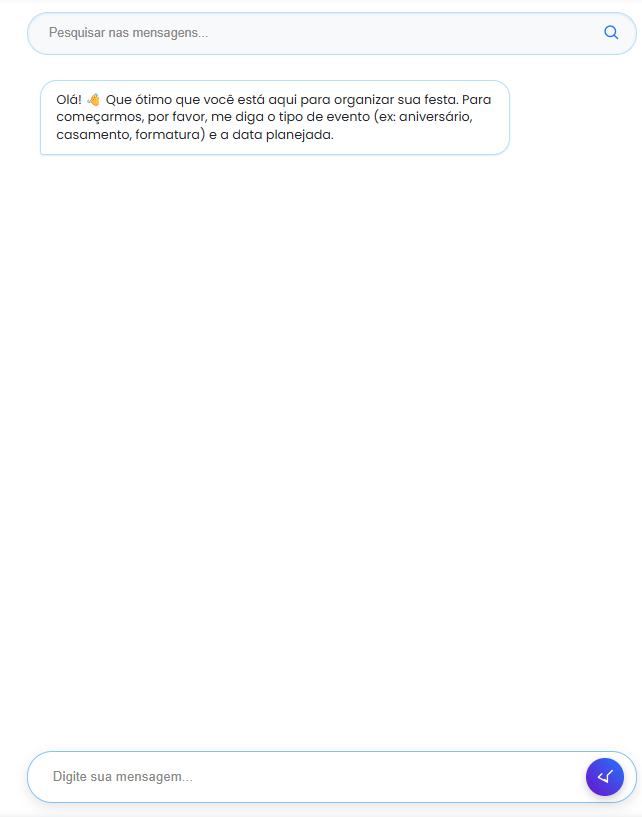 Pesquisar nas mensagens...
Olá! 👋 Que ótimo que você está aqui para organizar sua festa. Para
começarmos, por favor, me diga o tipo de evento (ex: aniversário,
casamento, formatura) e a data planejada.
Digite sua mensagem...